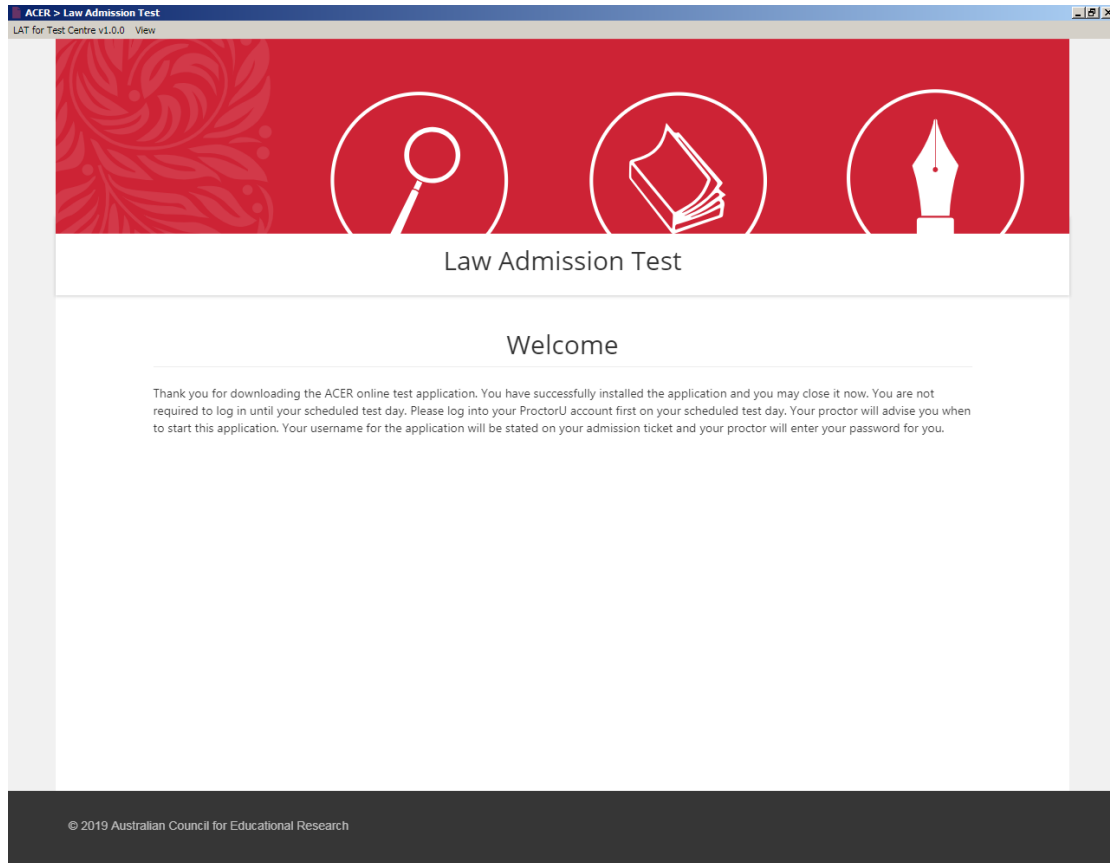 ACER > Law Admission Test
LAT for Test Centre v1.0.0 View
Law Admission Test
Welcome
Thank you for downloading the ACER online test application. You have successfully installed the application and you may close it now. You are not
required to log in until your scheduled test day. Please log into your ProctorU account first on your scheduled test day. Your proctor will advise you when
to start this application. Your username for the application will be stated on your admission ticket and your proctor will enter your password for you.
© 2019 Australian Council for Educational Research